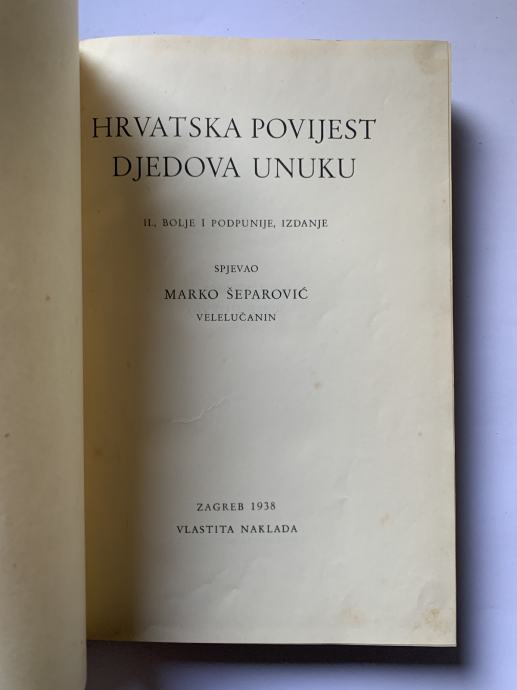 HRVATSKA POVIJEST
DJEDOVA UNUKU
II., BOLJE I PODPUNIJE, IZDANJE
SPJEVAO
MARKO ŠEPAROVIĆ
VELELUČANIN
ZAGREB 1938
VLASTITA NAKLADA